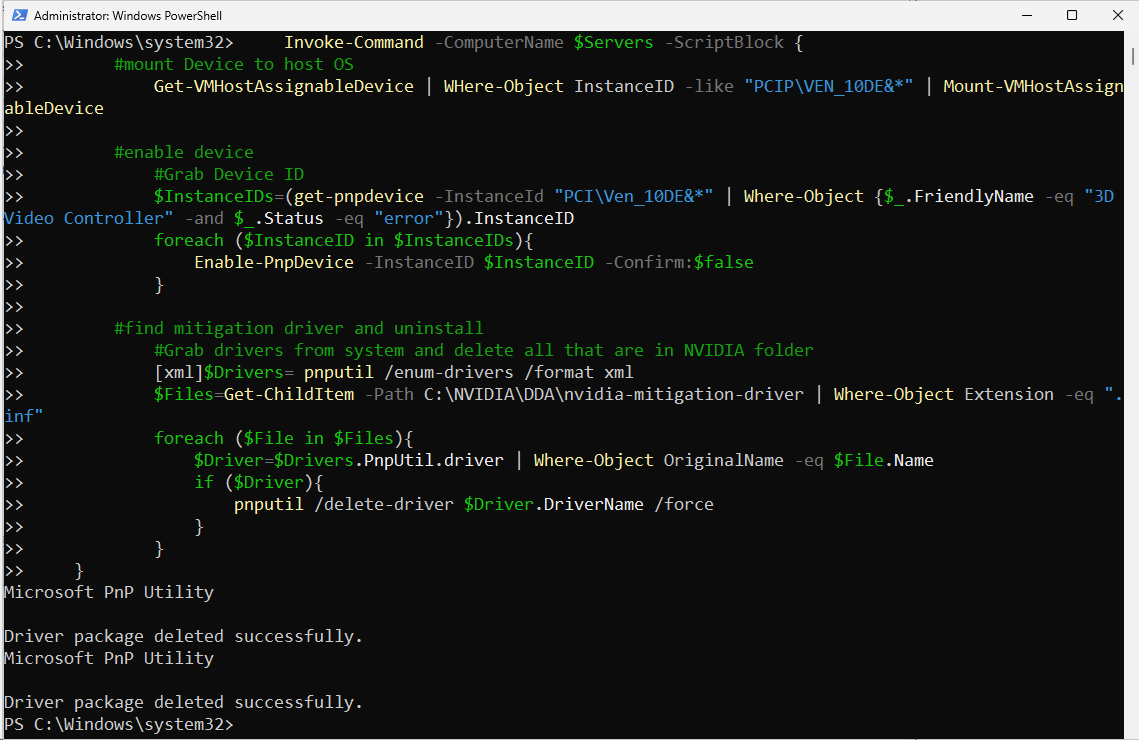 Administrator: Windows PowerShell
PS C:\Windows\system32>     Invoke-Command -ComputerName $Servers -ScriptBlock {
>>         #mount Device to host OS
>>             Get-VMHostAssignableDevice | WHere-Object InstanceID -like "PCIP\VEN_10DE&*" | Mount-VMHostAssign
ableDevice
>>
>>         #enable device
>>             #Grab Device ID
>>             $InstanceIDs=(get-pnpdevice -InstanceId "PCI\Ven_10DE&*" | Where-Object {$_.FriendlyName -eq "3D
Video Controller" -and $_.Status -eq "error"}).InstanceID
>>             foreach ($InstanceID in $InstanceIDs){
>>                 Enable-PnpDevice -InstanceID $InstanceID -Confirm:$false
>>             }
>>
>>         #find mitigation driver and uninstall
>>             #Grab drivers from system and delete all that are in NVIDIA folder
>>             [xml]$Drivers= pnputil /enum-drivers /format xml
>>             $Files=Get-ChildItem -Path C:\NVIDIA\DDA\nvidia-mitigation-driver | Where-Object Extension -eq ".
inf"
>>             foreach ($File in $Files){
>>                 $Driver=$Drivers.PnpUtil.driver | Where-Object OriginalName -eq $File.Name
>>                 if ($Driver){
>>                     pnputil /delete-driver $Driver.DriverName /force
>>                 }
>>             }
>>     }
Microsoft PnP Utility

Driver package deleted successfully.
Microsoft PnP Utility

Driver package deleted successfully.
PS C:\Windows\system32>